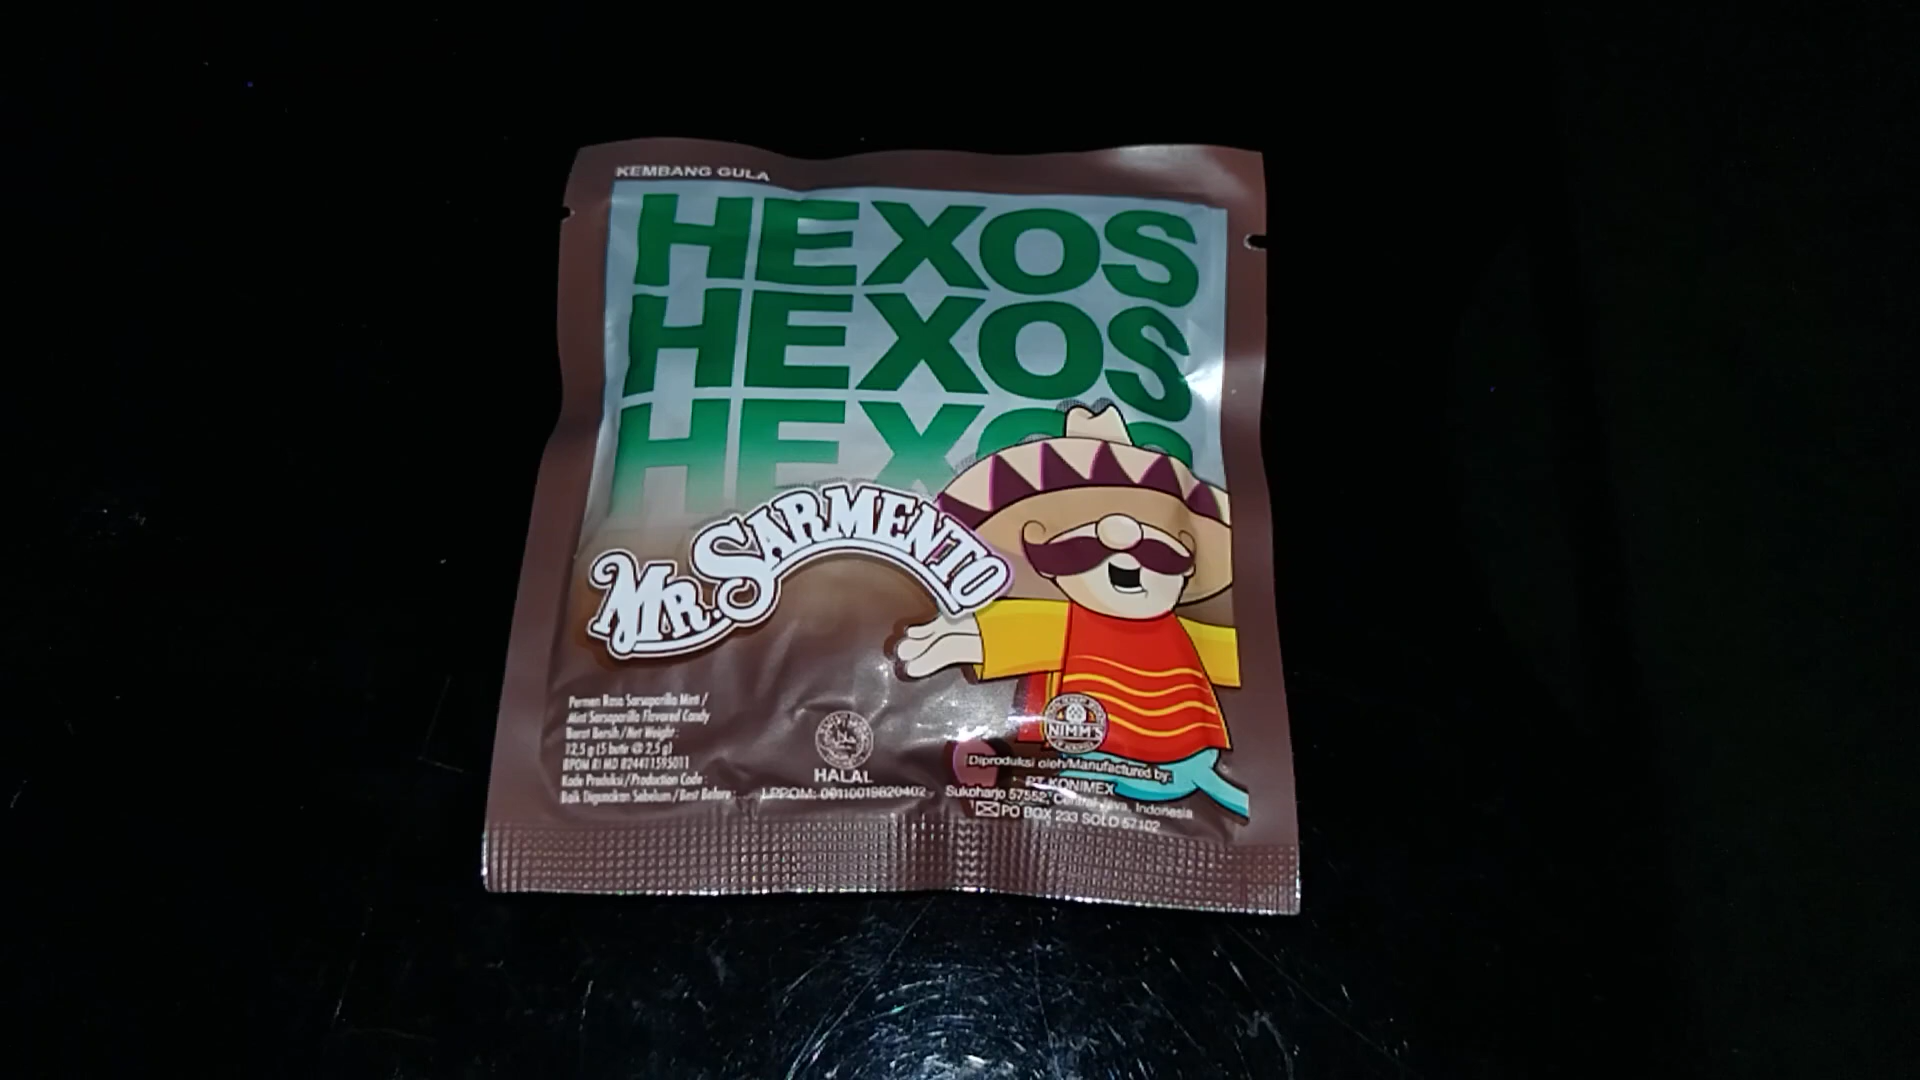 KEMBANG GULA
HEXOS
HEXOS
HEXOS
MR. SARMENTO
Permen Rasa Sarsaparilla Mint /
Mint Sarsaparilla Flavored Candy
Berat Bersih/Net Weight:
12,5 g (5 butir @ 2,5 g)
BPOM RI MD 824411595011
Kode Produksi/Production Code:
Baik Digunakan Sebelum/Best Before:
HALAL
LPPOM: 00110019820402
NIMM'S
Diproduksi oleh/Manufactured by:
PT KONIMEX
Sukoharjo 57552, Central Java, Indonesia
PO BOX 233 SOLO 57102